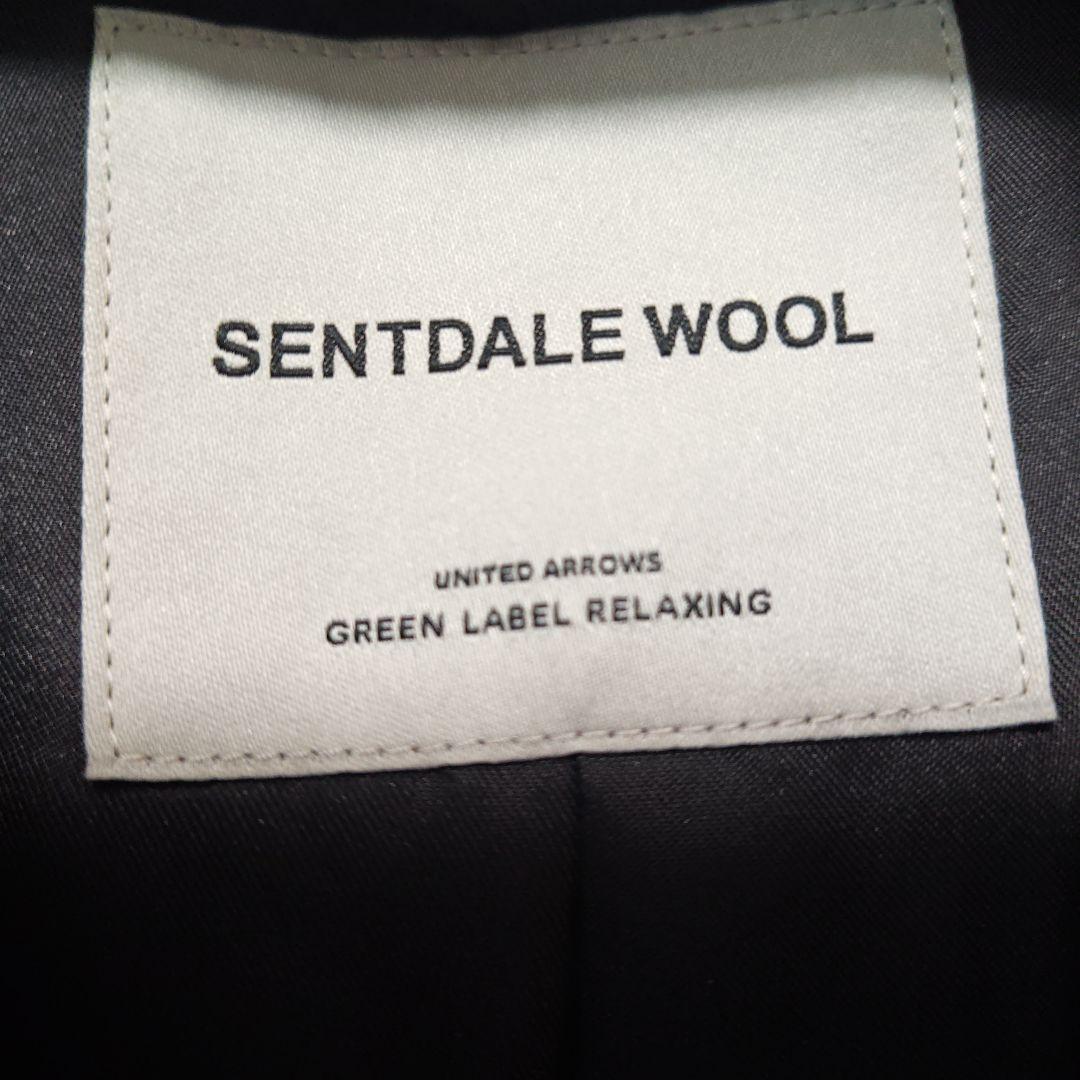 SENTDALE WOOL
UNITED ARROWS
GREEN LABEL RELAXING